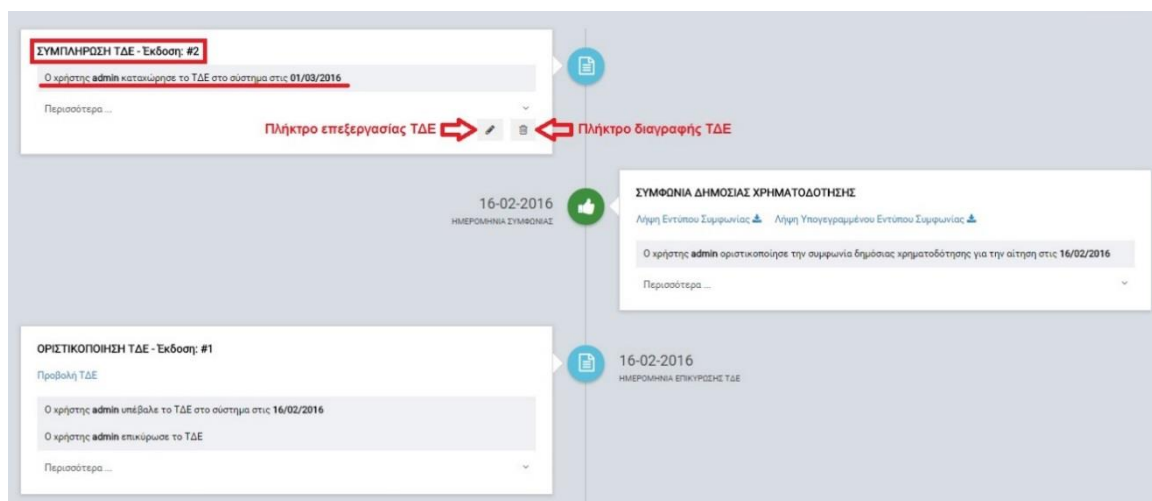 ΣΥΜΠΛΗΡΩΣΗ ΤΔΕ - Έκδοση: #2
Ο χρήστης admin καταχώρησε το ΤΔΕ στο σύστημα στις 01/03/2016
Περισσότερα ...
Πλήκτρο επεξεργασίας ΤΔΕ
Πλήκτρο διαγραφής ΤΔΕ
16-02-2016
ΗΜΕΡΟΜΗΝΙΑ ΣΥΜΦΩΝΙΑΣ
ΣΥΜΦΩΝΙΑ ΔΗΜΟΣΙΑΣ ΧΡΗΜΑΤΟΔΟΤΗΣΗΣ
Λήψη Εντύπου Συμφωνίας Λήψη Υπογεγραμμένου Εντύπου Συμφωνίας
Ο χρήστης admin οριστικοποίησε την συμφωνία δημόσιας χρηματοδότησης για την αίτηση στις 16/02/2016
Περισσότερα ...
ΟΡΙΣΤΙΚΟΠΟΙΗΣΗ ΤΔΕ - Έκδοση: #1
Προβολή ΤΔΕ
Ο χρήστης admin υπέβαλε το ΤΔΕ στο σύστημα στις 16/02/2016
Ο χρήστης admin επικύρωσε το ΤΔΕ
Περισσότερα ...
16-02-2016
ΗΜΕΡΟΜΗΝΙΑ ΕΠΙΚΥΡΩΣΗΣ ΤΔΕ